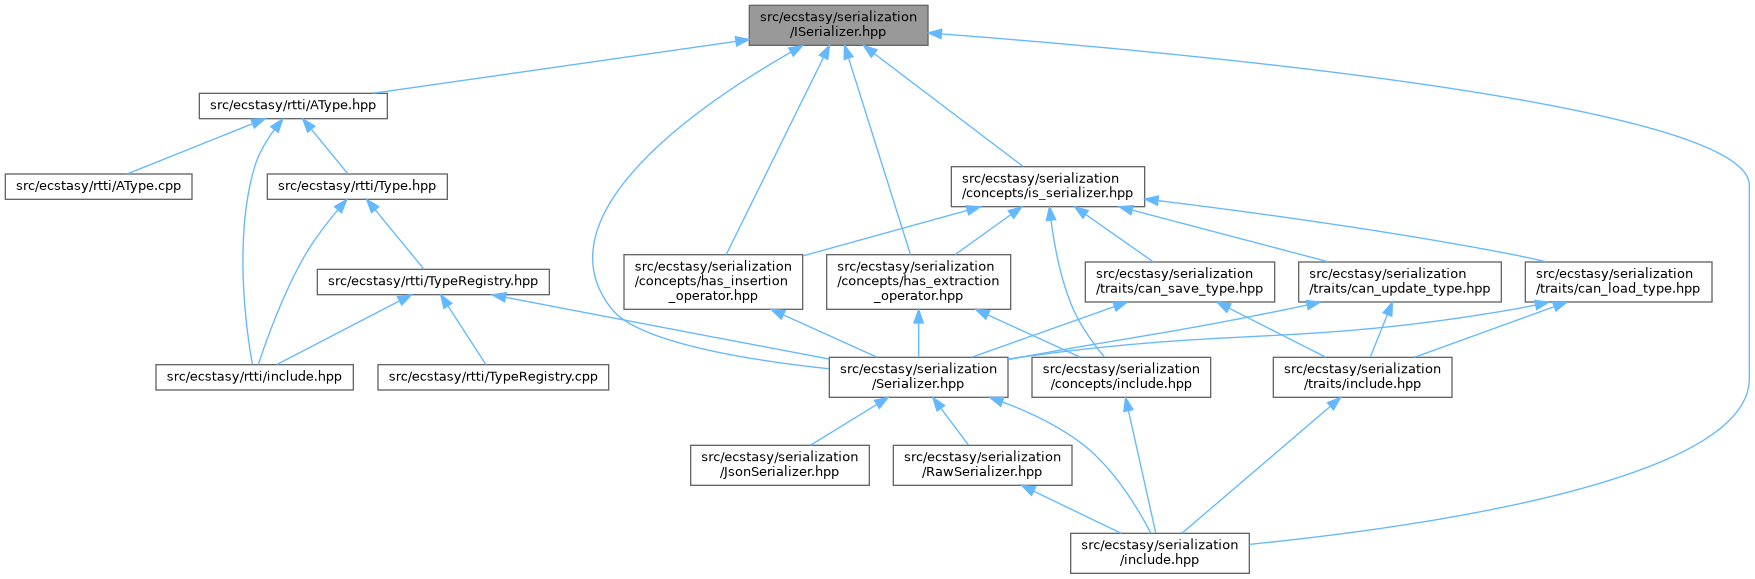 src/ecstasy/serialization
/ISerializer.hpp
src/ecstasy/rtti/AType.hpp
src/ecstasy/rtti/AType.cpp
src/ecstasy/rtti/Type.hpp
src/ecstasy/serialization
/concepts/is_serializer.hpp
src/ecstasy/rtti/TypeRegistry.hpp
src/ecstasy/serialization
/concepts/has_insertion
_operator.hpp
src/ecstasy/serialization
/concepts/has_extraction
_operator.hpp
src/ecstasy/serialization
/traits/can_save_type.hpp
src/ecstasy/serialization
/traits/can_update_type.hpp
src/ecstasy/serialization
/traits/can_load_type.hpp
src/ecstasy/rtti/include.hpp
src/ecstasy/rtti/TypeRegistry.cpp
src/ecstasy/serialization
/Serializer.hpp
src/ecstasy/serialization
/concepts/include.hpp
src/ecstasy/serialization
/traits/include.hpp
src/ecstasy/serialization
/JsonSerializer.hpp
src/ecstasy/serialization
/RawSerializer.hpp
src/ecstasy/serialization
/include.hpp